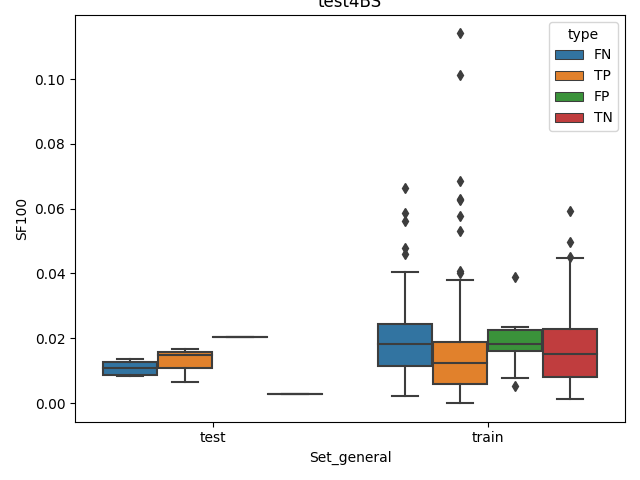 test4BS
type
FN
TP
FP
TN
0.10
0.08
0.06
0.04
0.02
0.00
SF100
test
train
Set_general